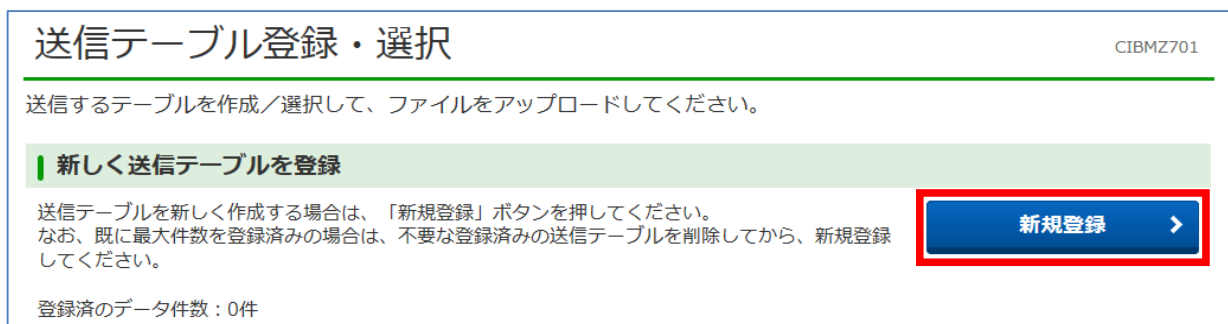 送信テーブル登録・選択
CIBMZ701
送信するテーブルを作成／選択して、ファイルをアップロードしてください。
新しく送信テーブルを登録
送信テーブルを新しく作成する場合は、「新規登録」ボタンを押してください。
なお、既に最大件数を登録済みの場合は、不要な登録済みの送信テーブルを削除してから、新規登録
してください。
新規登録
登録済のデータ件数：0件